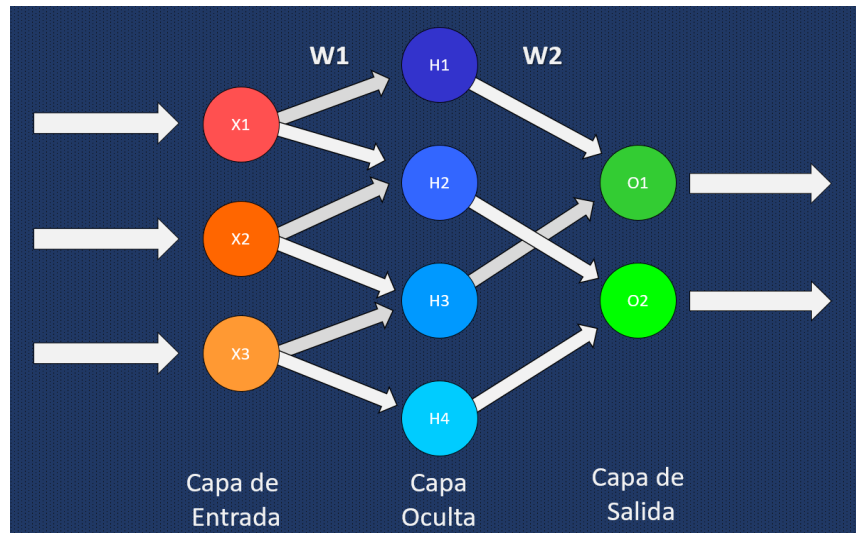 W1
W2
H1
X1
H2
O1
X2
H3
O2
X3
H4
Capa de
Entrada
Capa
Oculta
Capa de
Salida